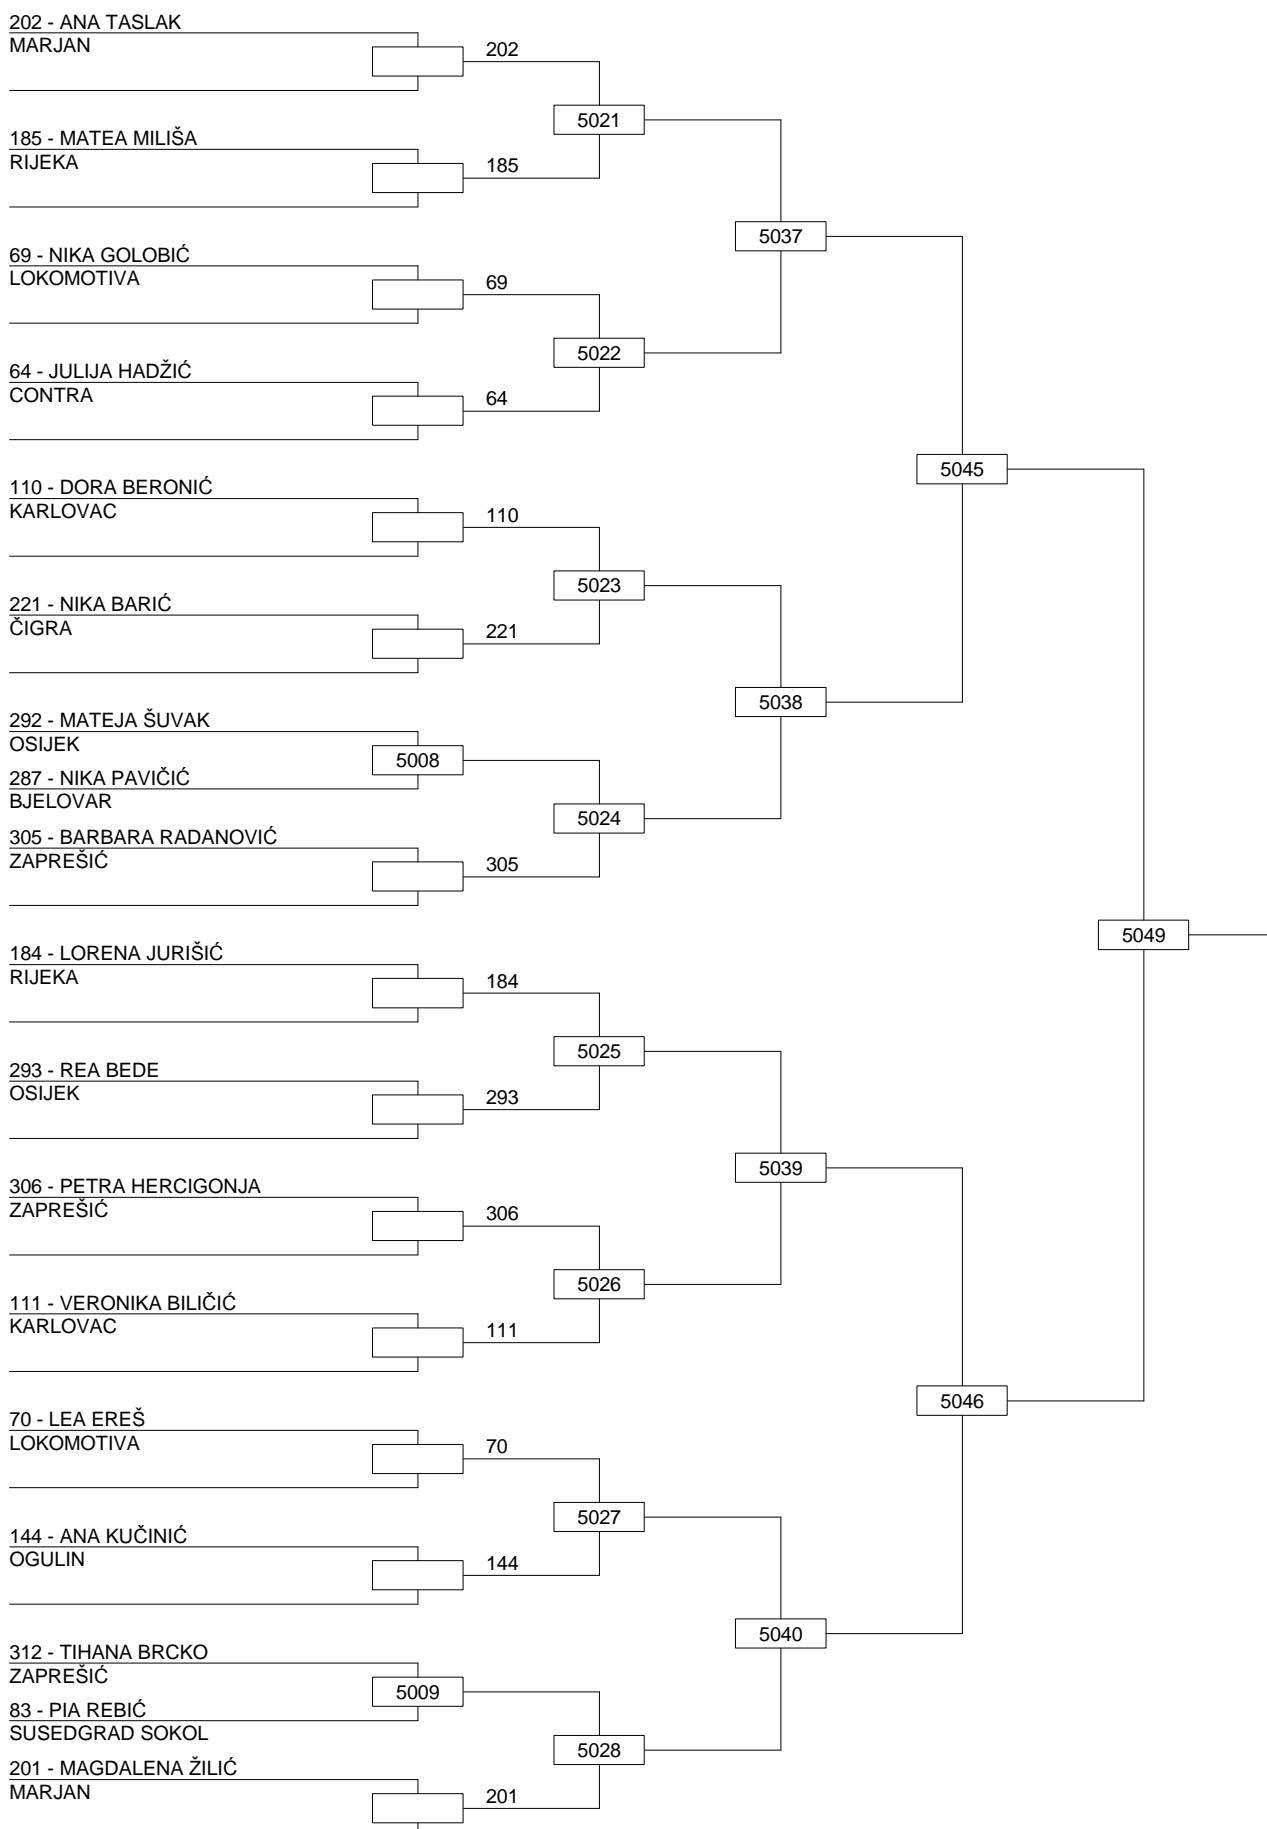 202 - ANA TASLAK
MARJAN
202
5021
185 - MATEA MILIŠA
RIJEKA
185
5037
69 - NIKA GOLOBIĆ
LOKOMOTIVA
69
5022
64 - JULIJA HADŽIĆ
CONTRA
64
5045
110 - DORA BERONIĆ
KARLOVAC
110
5023
221 - NIKA BARIĆ
ČIGRA
221
5038
292 - MATEJA ŠUVAK
OSIJEK
5008
287 - NIKA PAVIČIĆ
BJELOVAR
5024
305 - BARBARA RADANOVIĆ
ZAPREŠIĆ
305
5049
184 - LORENA JURIŠIĆ
RIJEKA
184
5025
293 - REA BEDE
OSIJEK
293
5039
306 - PETRA HERCIGONJA
ZAPREŠIĆ
306
5026
111 - VERONIKA BILIČIĆ
KARLOVAC
111
5046
70 - LEA EREŠ
LOKOMOTIVA
70
5027
144 - ANA KUČINIĆ
OGULIN
144
5040
312 - TIHANA BRCKO
ZAPREŠIĆ
5009
83 - PIA REBIĆ
SUSEDGRAD SOKOL
5028
201 - MAGDALENA ŽILIĆ
MARJAN
201